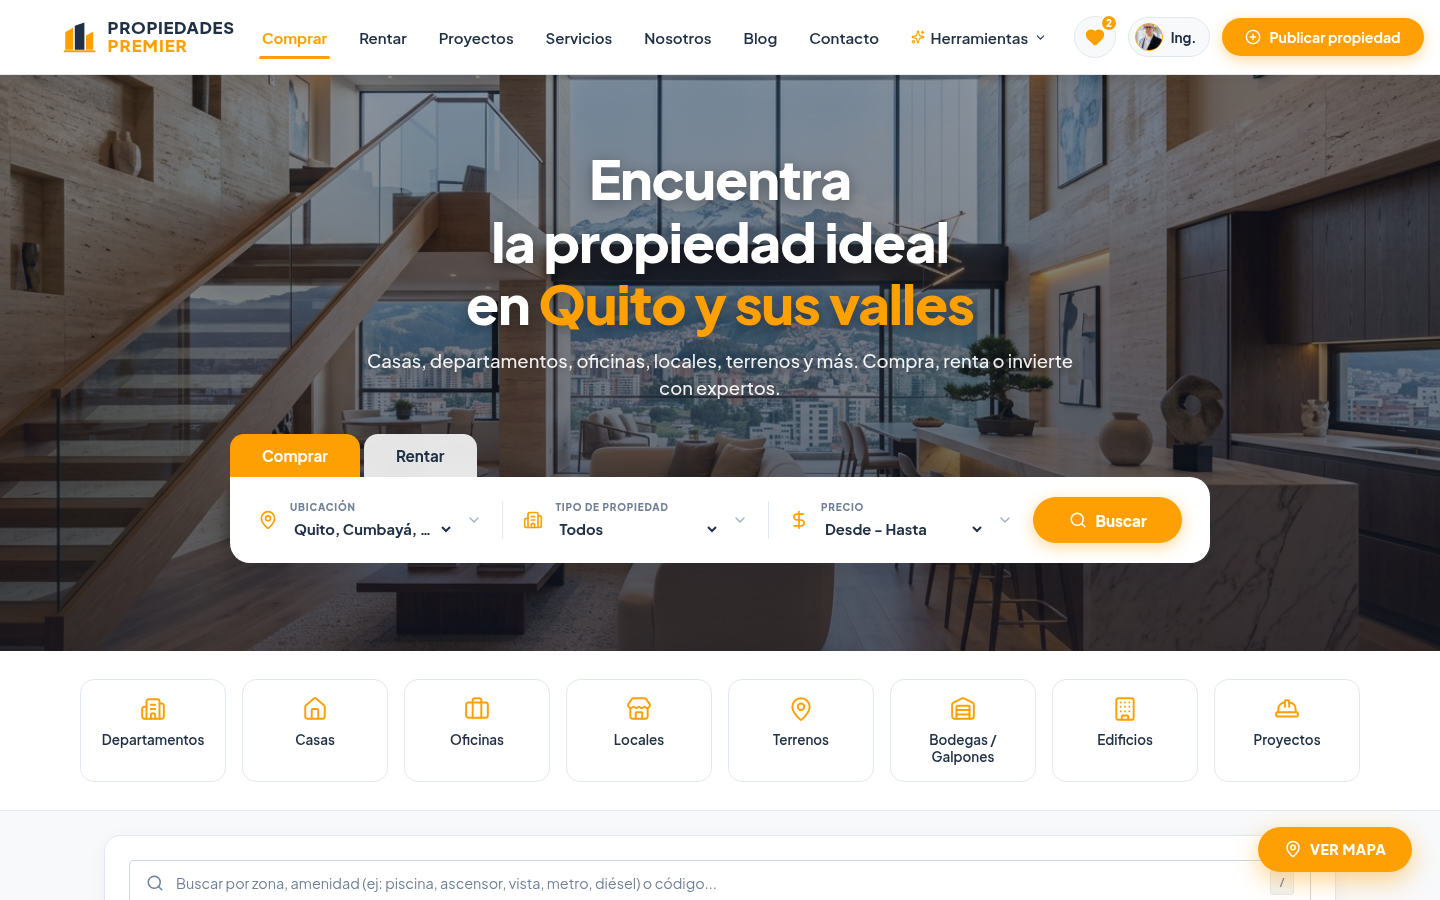 PROPIEDADES
PREMIER
Comprar
Rentar
Proyectos
Servicios
Nosotros
Blog
Contacto
Herramientas
2
Ing.
Publicar propiedad
Encuentra
la propiedad ideal
en Quito y sus valles
Casas, departamentos, oficinas, locales, terrenos y más. Compra, renta o invierte
con expertos.
Comprar
Rentar
UBICACIÓN
Quito, Cumbayá, ...
TIPO DE PROPIEDAD
Todos
PRECIO
Desde - Hasta
Buscar
Departamentos
Casas
Oficinas
Locales
Terrenos
Bodegas /
Galpones
Edificios
Proyectos
VER MAPA
Buscar por zona, amenidad (ej: piscina, ascensor, vista, metro, diésel) o código...
/